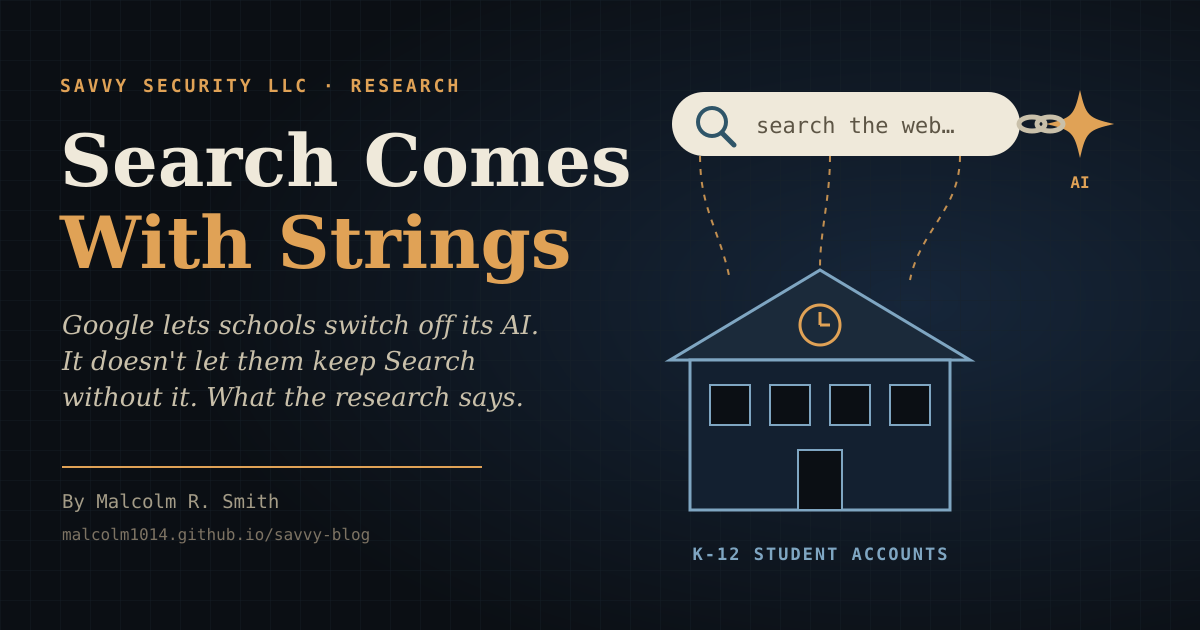 SAVVY SECURITY LLC · RESEARCH
Search Comes
With Strings
Google lets schools switch off its AI.
It doesn't let them keep Search
without it. What the research says.
By Malcolm R. Smith
malcolm1014.github.io/savvy-blog
search the web…
AI
K-12 STUDENT ACCOUNTS